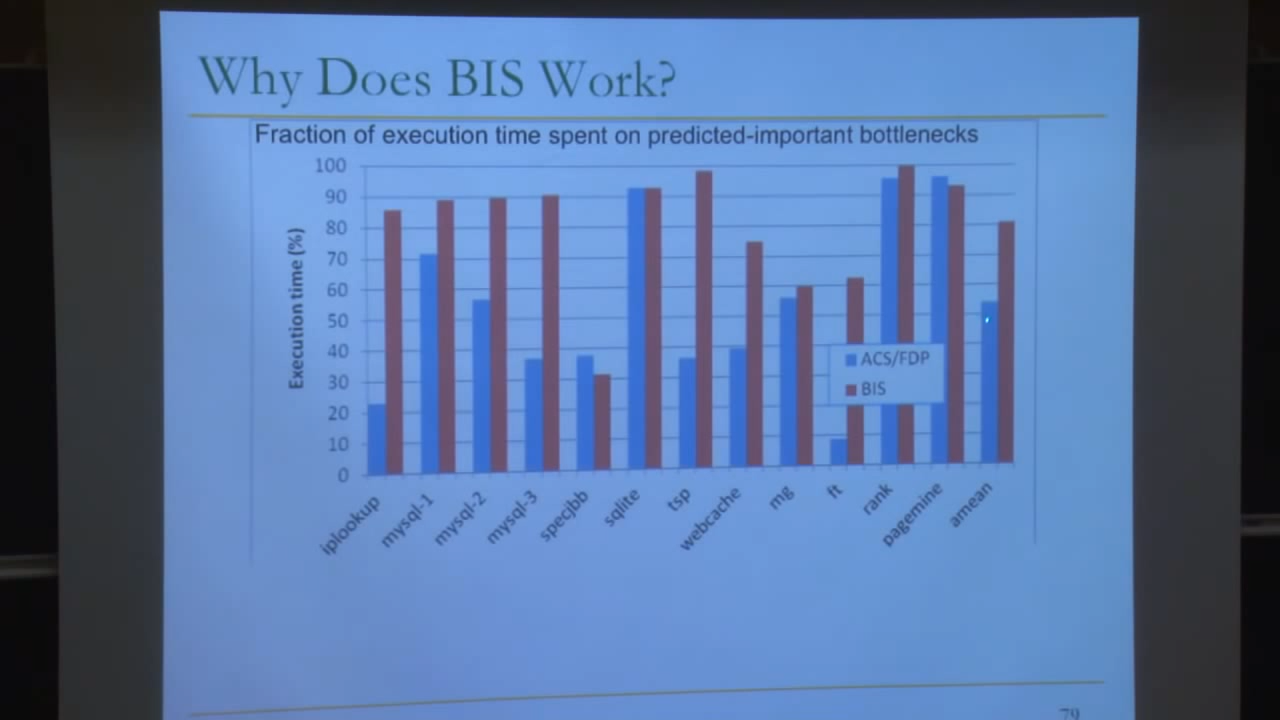 Why Does BIS Work?
Fraction of execution time spent on predicted-important bottlenecks
Execution time (%)
100
90
80
70
60
50
40
30
20
10
0
ACS/FDP
BIS
iplookup
mysql-1
mysql-2
mysql-3
specjbb
sqlite
tsp
webcache
mg
ft
rank
pagemine
amean
79